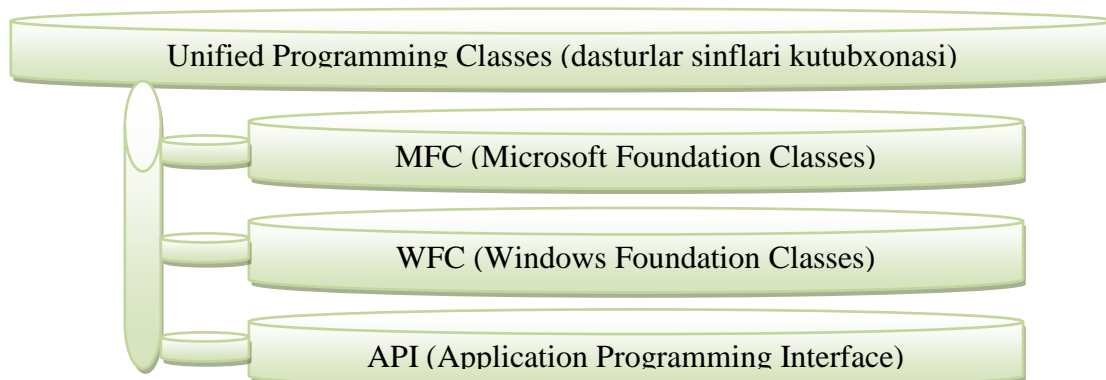 Unified Programming Classes (dasturlar sinflari kutubxonasi)
MFC (Microsoft Foundation Classes)
WFC (Windows Foundation Classes)
API (Application Programming Interface)